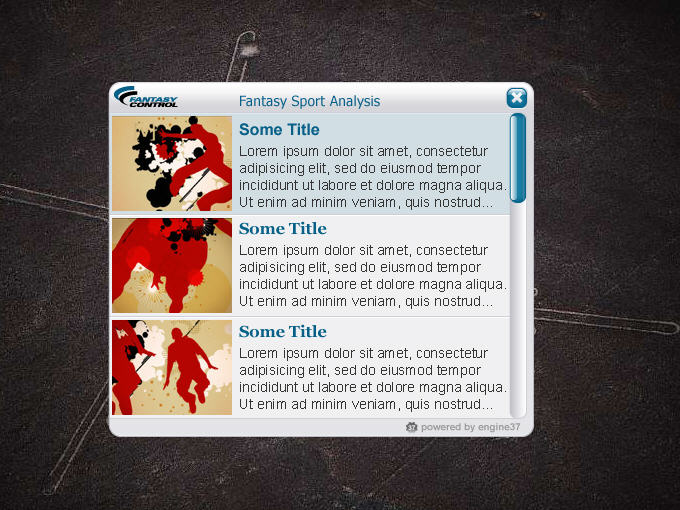 FANTASY
CONTROL
Fantasy Sport Analysis
Some Title
Lorem ipsum dolor sit amet, consectetur
adipisicing elit, sed do eiusmod tempor
incididunt ut labore et dolore magna aliqua.
Ut enim ad minim veniam, quis nostrud...
Some Title
Lorem ipsum dolor sit amet, consectetur
adipisicing elit, sed do eiusmod tempor
incididunt ut labore et dolore magna aliqua.
Ut enim ad minim veniam, quis nostrud...
Some Title
Lorem ipsum dolor sit amet, consectetur
adipisicing elit, sed do eiusmod tempor
incididunt ut labore et dolore magna aliqua.
Ut enim ad minim veniam, quis nostrud...
37 powered by engine37